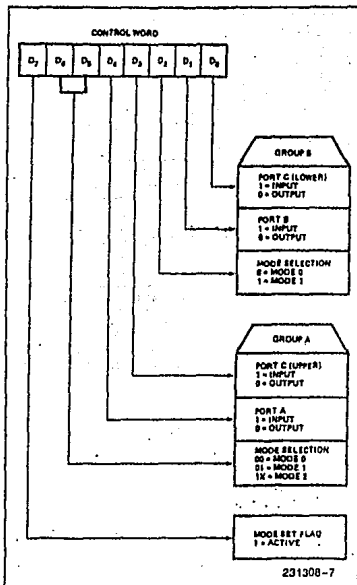 CONTROL WORD
D7 D6 D5 D4 D3 D2 D1 D0
GROUP B
PORT C (LOWER)
1 = INPUT
0 = OUTPUT
PORT B
1 = INPUT
0 = OUTPUT
MODE SELECTION
0 = MODE 0
1 = MODE 1
GROUP A
PORT C (UPPER)
1 = INPUT
0 = OUTPUT
PORT A
1 = INPUT
0 = OUTPUT
MODE SELECTION
00 = MODE 0
01 = MODE 1
1X = MODE 2
MODE SET FLAG
1 = ACTIVE
231308-7